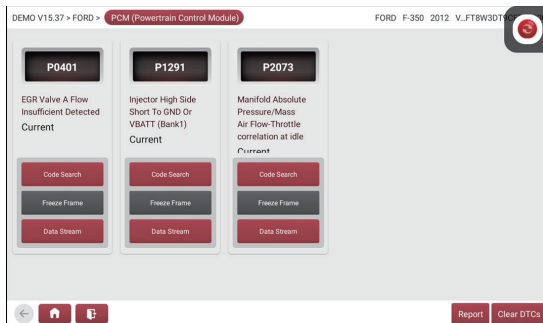 DEMO V15.37 > FORD > PCM (Powertrain Control Module)
FORD F-350 2012
P0401
EGR Valve A Flow
Insufficient Detected
Current
Code Search
Freeze Frame
Data Stream
P1291
Injector High Side
Short To GND Or
VBATT (Bank1)
Current
Code Search
Freeze Frame
Data Stream
P2073
Manifold Absolute
Pressure/Mass
Air Flow-Throttle
correlation at idle
Current
Code Search
Freeze Frame
Data Stream
Report
Clear DTCs